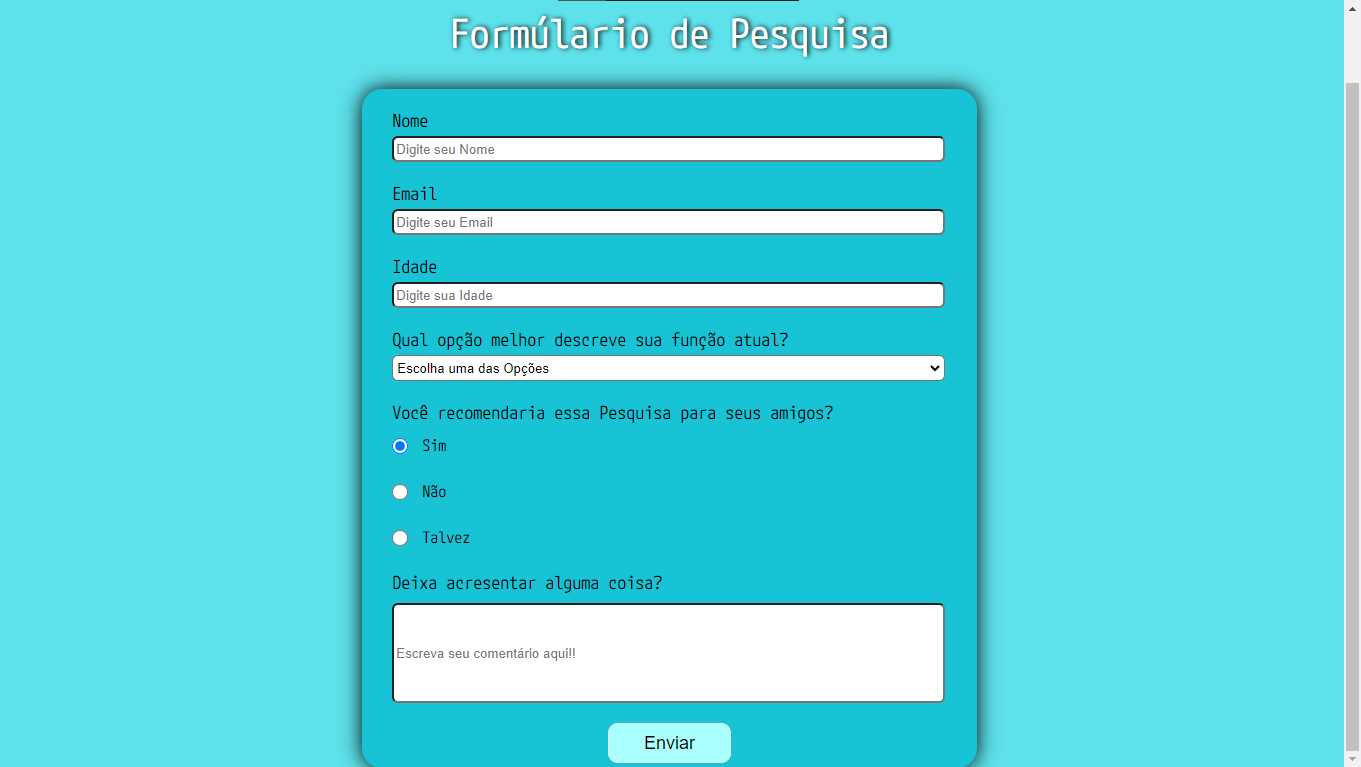 Formúlario de Pesquisa
Nome
Digite seu Nome
Email
Digite seu Email
Idade
Digite sua Idade
Qual opção melhor descreve sua função atual?
Escolha uma das Opções
Você recomendaria essa Pesquisa para seus amigos?
Sim
Não
Talvez
Deixa acresentar alguma coisa?
Escreva seu comentário aqui!!
Enviar